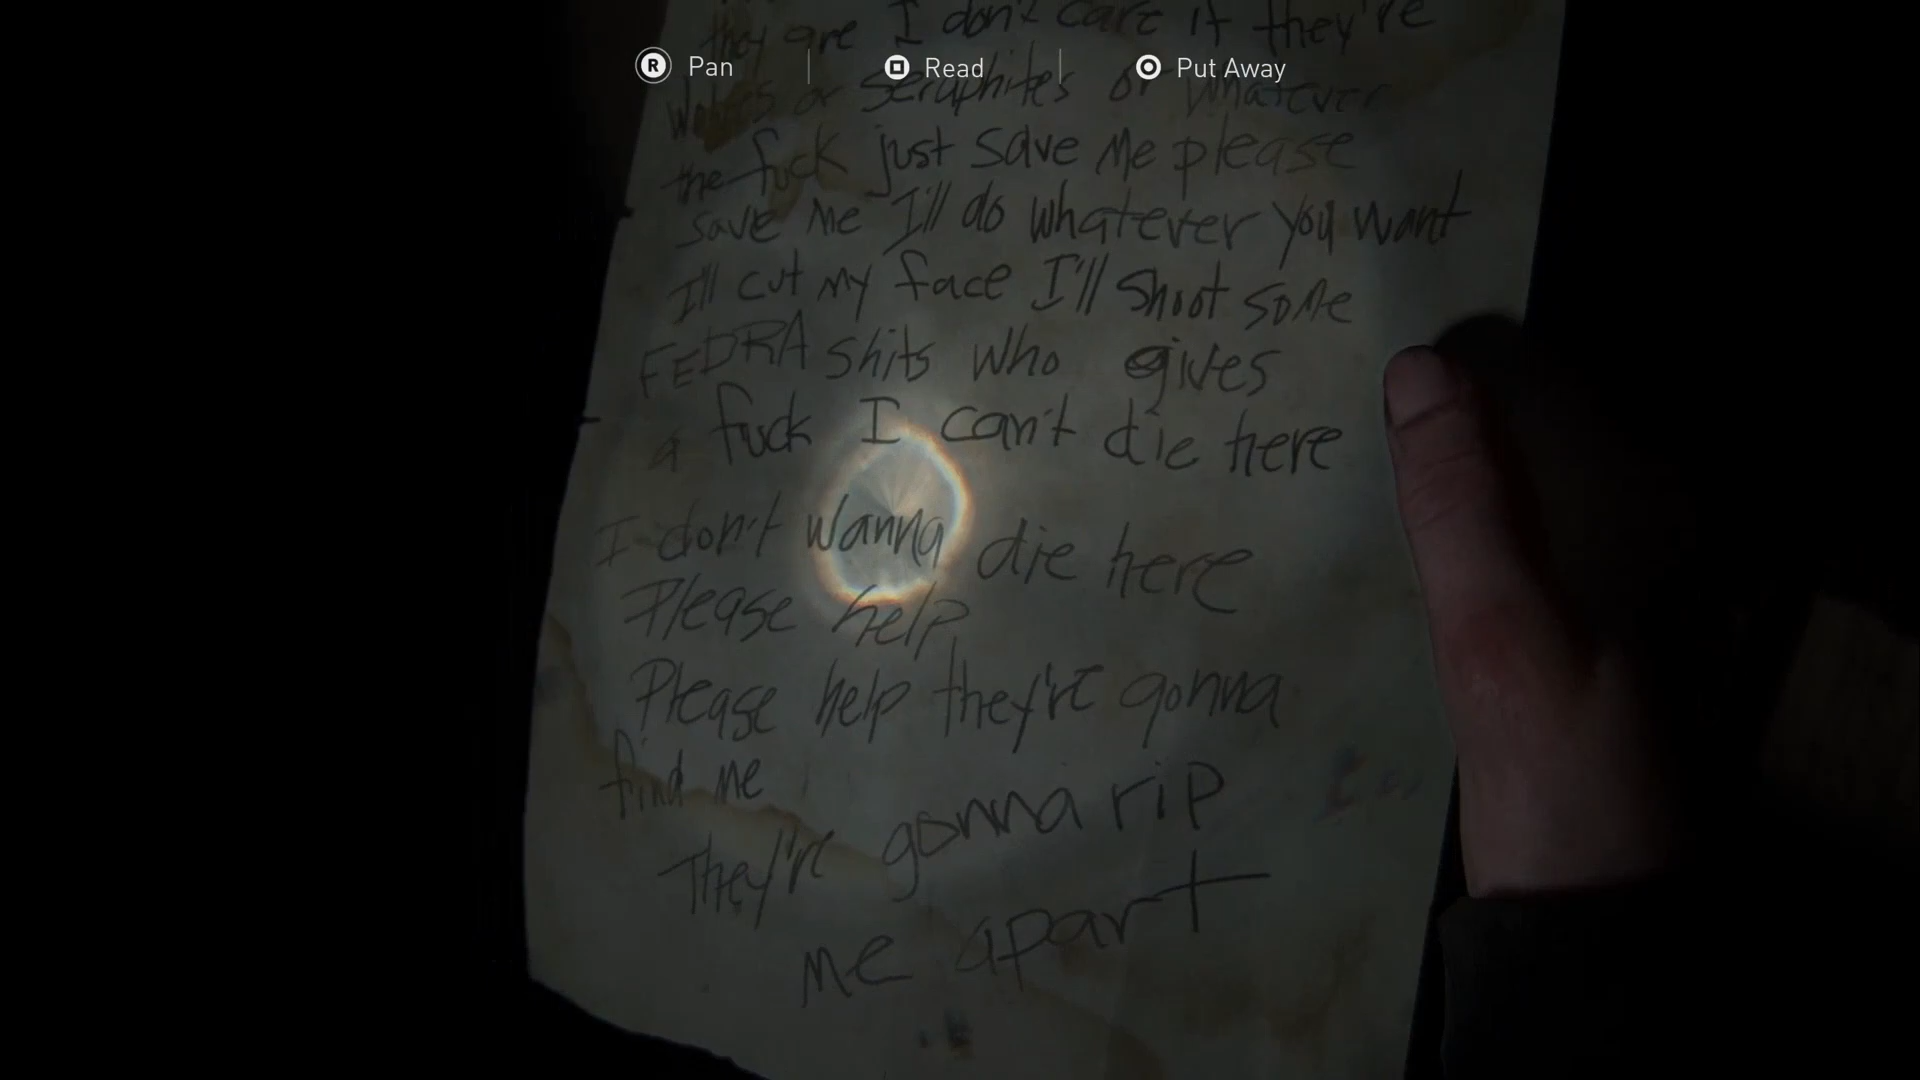 they are I don't care if they're
R Pan Read Put Away
Wolves or Seraphites or whatever
the fuck just save me please
save me I'll do whatever you want
I'll cut my face I'll shoot some
FEDRA shits who gives
a fuck I can't die here
I don't wanna die here
Please help
Please help they're gonna
find me
They're gonna rip
me apart